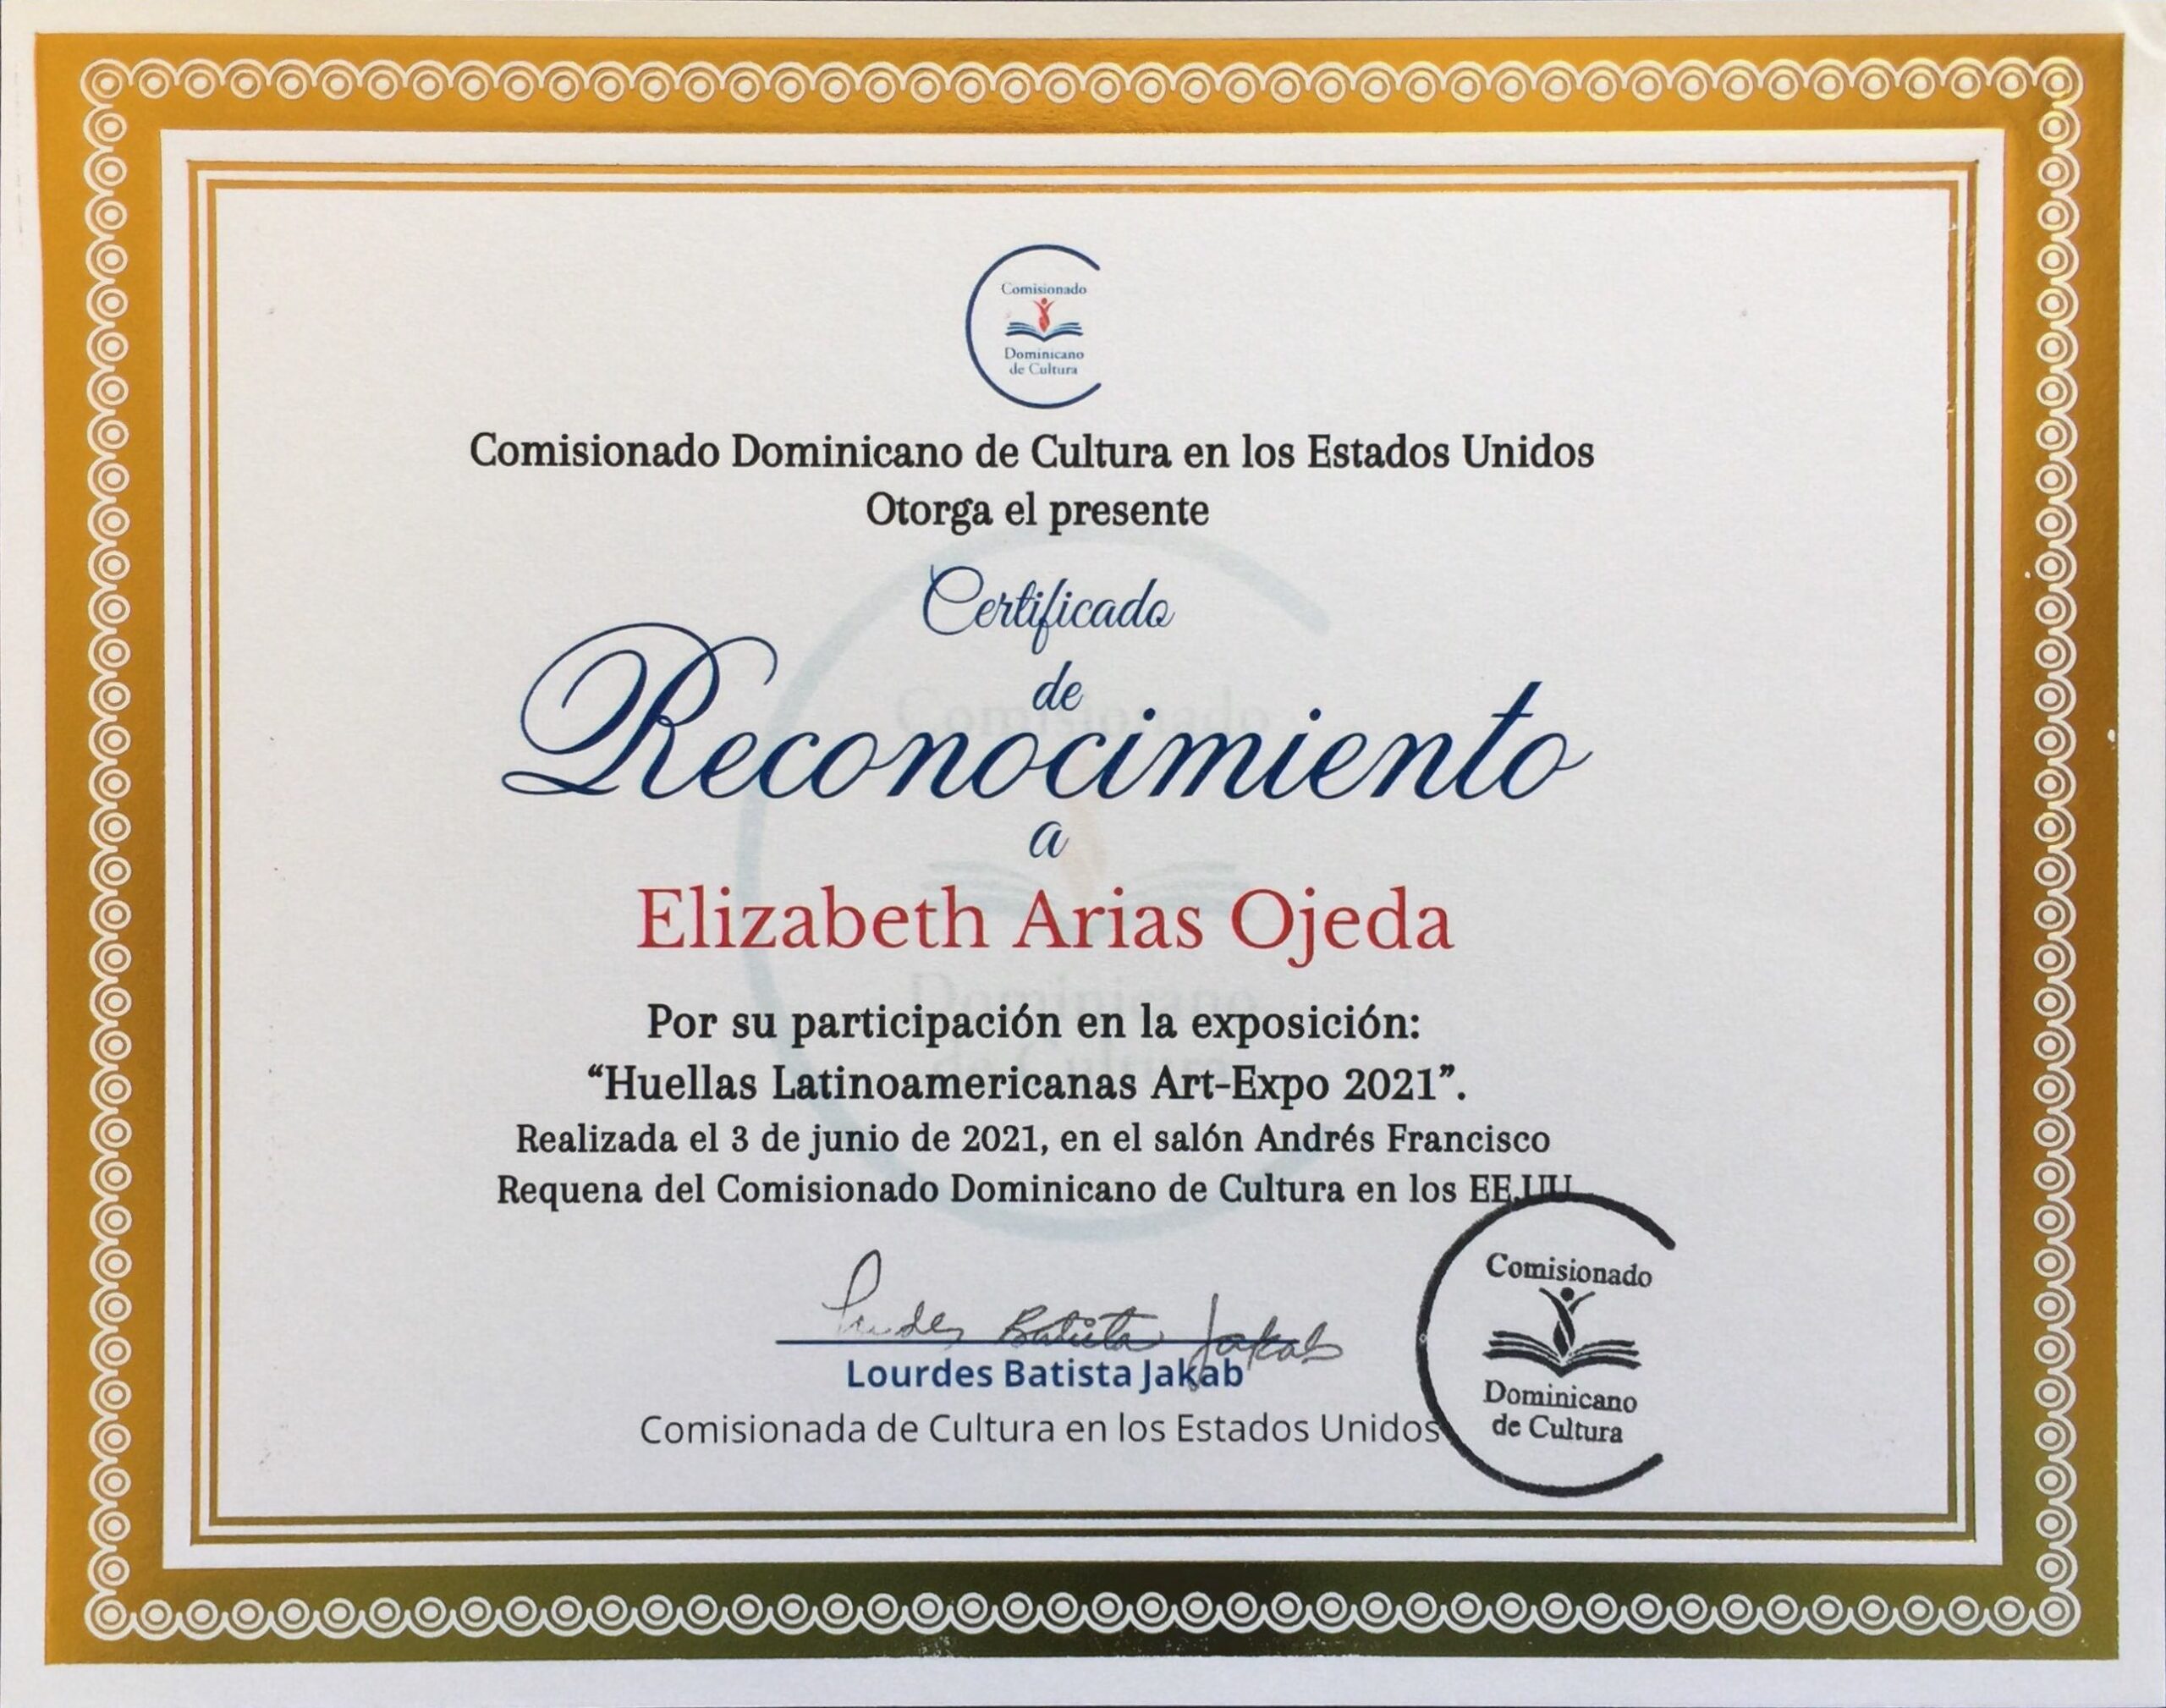 Comisionado
Dominicano
de Cultura
Comisionado Dominicano de Cultura en los Estados Unidos
Otorga el presente
Certificado
de
Reconocimiento
a
Elizabeth Arias Ojeda
Por su participación en la exposición:
“Huellas Latinoamericanas Art-Expo 2021”.
Realizada el 3 de junio de 2021, en el salón Andrés Francisco
Requena del Comisionado Dominicano de Cultura en los EE.UU
Lourdes Batista Jakab
Lourdes Batista Jakab
Comisionada de Cultura en los Estados Unidos
Comisionado
Dominicano
de Cultura